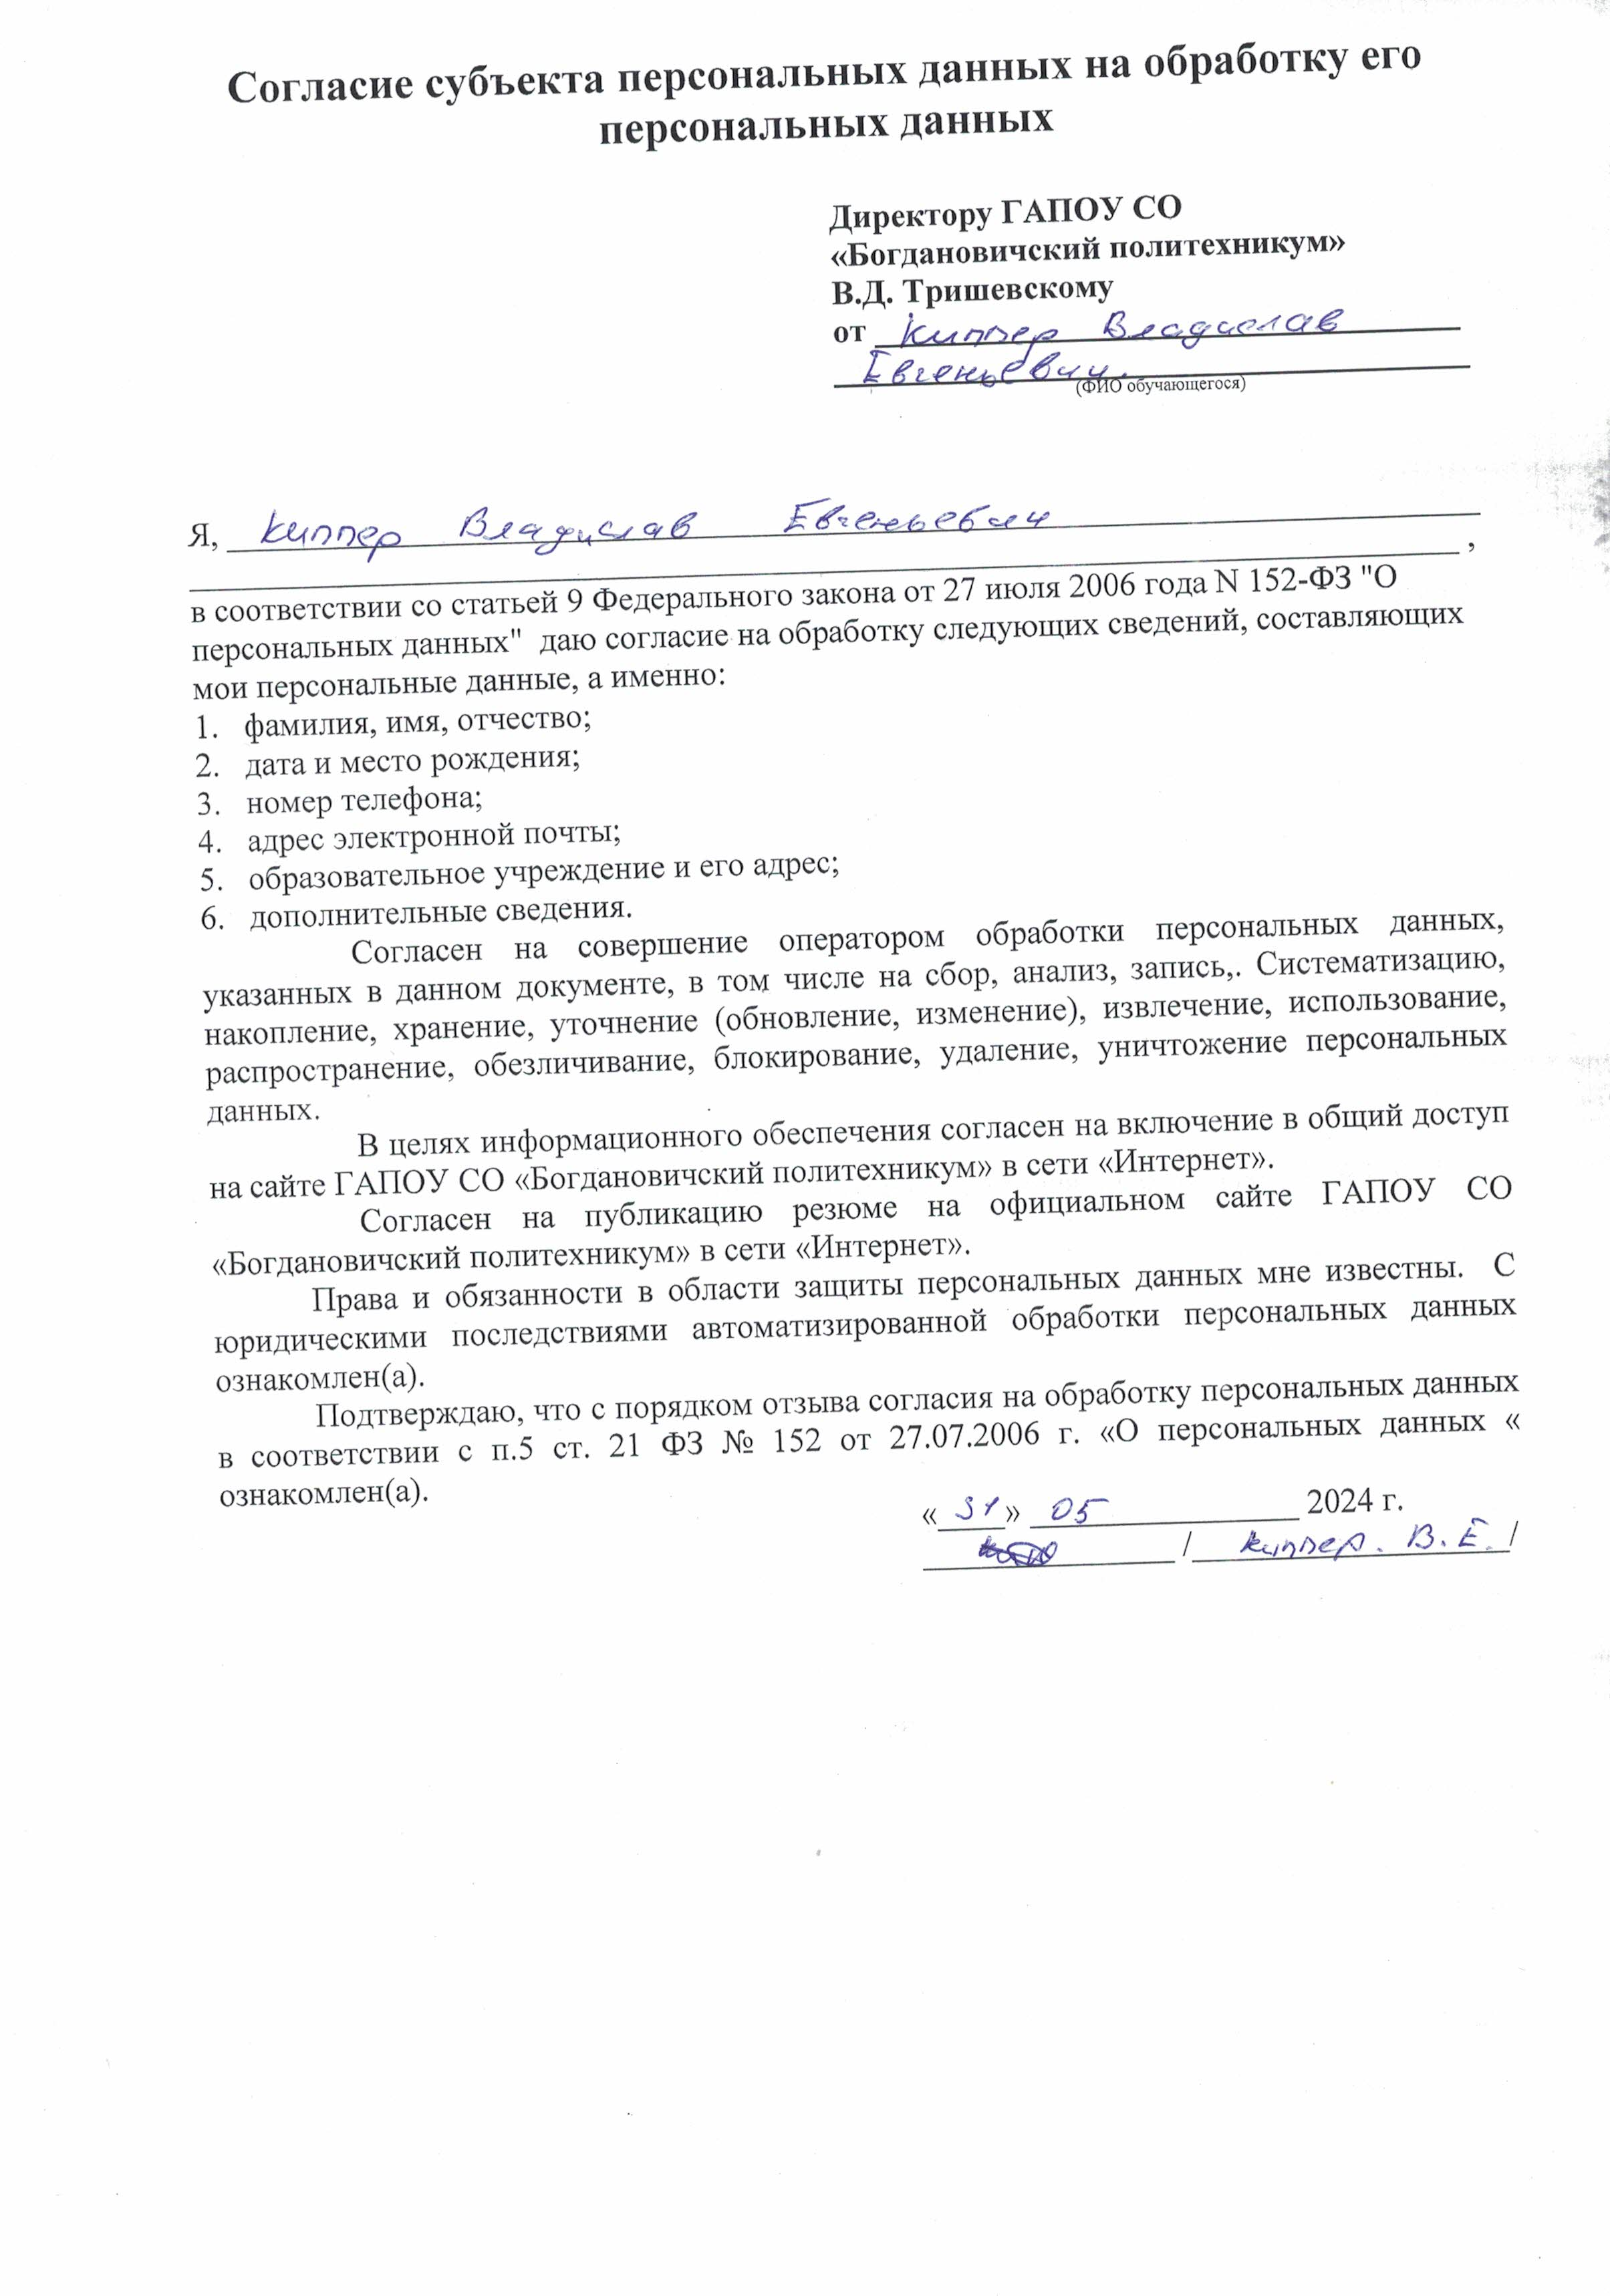 Согласие субъекта персональных данных на обработку его
персональных данных
Директору ГАПОУ СО
«Богдановичский политехникум»
В.Д. Тришевскому
от Киппер Владислав
Евгеньевич.
(ФИО обучающегося)
Я, Киппер Владислав Евгеньевич
,
в соответствии со статьей 9 Федерального закона от 27 июля 2006 года N 152-ФЗ "О
персональных данных" даю согласие на обработку следующих сведений, составляющих
мои персональные данные, а именно:
1. фамилия, имя, отчество;
2. дата и место рождения;
3. номер телефона;
4. адрес электронной почты;
5. образовательное учреждение и его адрес;
6. дополнительные сведения.
Согласен на совершение оператором обработки персональных данных,
указанных в данном документе, в том числе на сбор, анализ, запись,. Систематизацию,
накопление, хранение, уточнение (обновление, изменение), извлечение, использование,
распространение, обезличивание, блокирование, удаление, уничтожение персональных
данных.
В целях информационного обеспечения согласен на включение в общий доступ
на сайте ГАПОУ СО «Богдановичский политехникум» в сети «Интернет».
Согласен на публикацию резюме на официальном сайте ГАПОУ СО
«Богдановичский политехникум» в сети «Интернет».
Права и обязанности в области защиты персональных данных мне известны. С
юридическими последствиями автоматизированной обработки персональных данных
ознакомлен(а).
Подтверждаю, что с порядком отзыва согласия на обработку персональных данных
в соответствии с п.5 ст. 21 ФЗ № 152 от 27.07.2006 г. «О персональных данных «
ознакомлен(а).
«31» 05 2024 г.
/ Киппер. В. Е. /